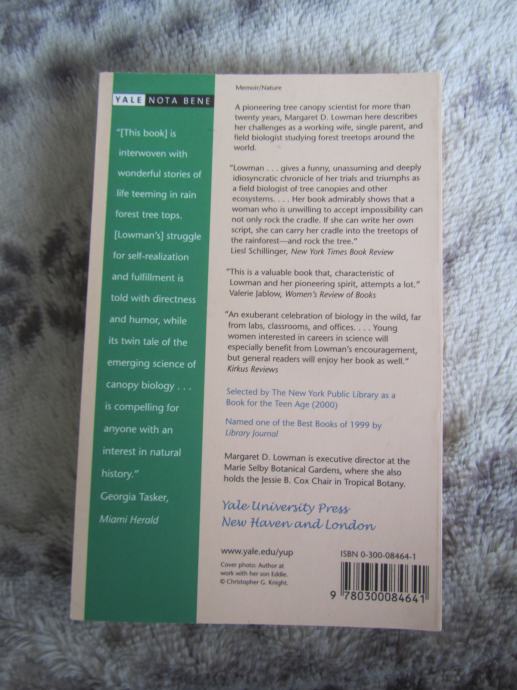 YALE NOTA BENE
"[This book] is
interwoven with
wonderful stories of
life teeming in rain
forest tree tops.
[Lowman's] struggle
for self-realization
and fulfillment is
told with directness
and humor, while
its twin tale of the
emerging science of
canopy biology . . .
is compelling for
anyone with an
interest in natural
history."
Georgia Tasker,
Miami Herald
Memoir/Nature
A pioneering tree canopy scientist for more than
twenty years, Margaret D. Lowman here describes
her challenges as a working wife, single parent, and
field biologist studying forest treetops around the
world.
"Lowman . . . gives a funny, unassuming and deeply
idiosyncratic chronicle of her trials and triumphs as
a field biologist of tree canopies and other
ecosystems. . . . Her book admirably shows that a
woman who is unwilling to accept impossibility can
not only rock the cradle. If she can write her own
script, she can carry her cradle into the treetops of
the rainforest—and rock the tree."
Liesl Schillinger, New York Times Book Review
"This is a valuable book that, characteristic of
Lowman and her pioneering spirit, attempts a lot."
Valerie Jablow, Women's Review of Books
"An exuberant celebration of biology in the wild, far
from labs, classrooms, and offices. . . . Young
women interested in careers in science will
especially benefit from Lowman's encouragement,
but general readers will enjoy her book as well."
Kirkus Reviews
Selected by The New York Public Library as a
Book for the Teen Age (2000)
Named one of the Best Books of 1999 by
Library Journal
Margaret D. Lowman is executive director at the
Marie Selby Botanical Gardens, where she also
holds the Jessie B. Cox Chair in Tropical Botany.
Yale University Press
New Haven and London
www.yale.edu/yup
Cover photo: Author at
work with her son Eddie.
© Christopher G. Knight.
ISBN 0-300-08464-1
9 780300 084641